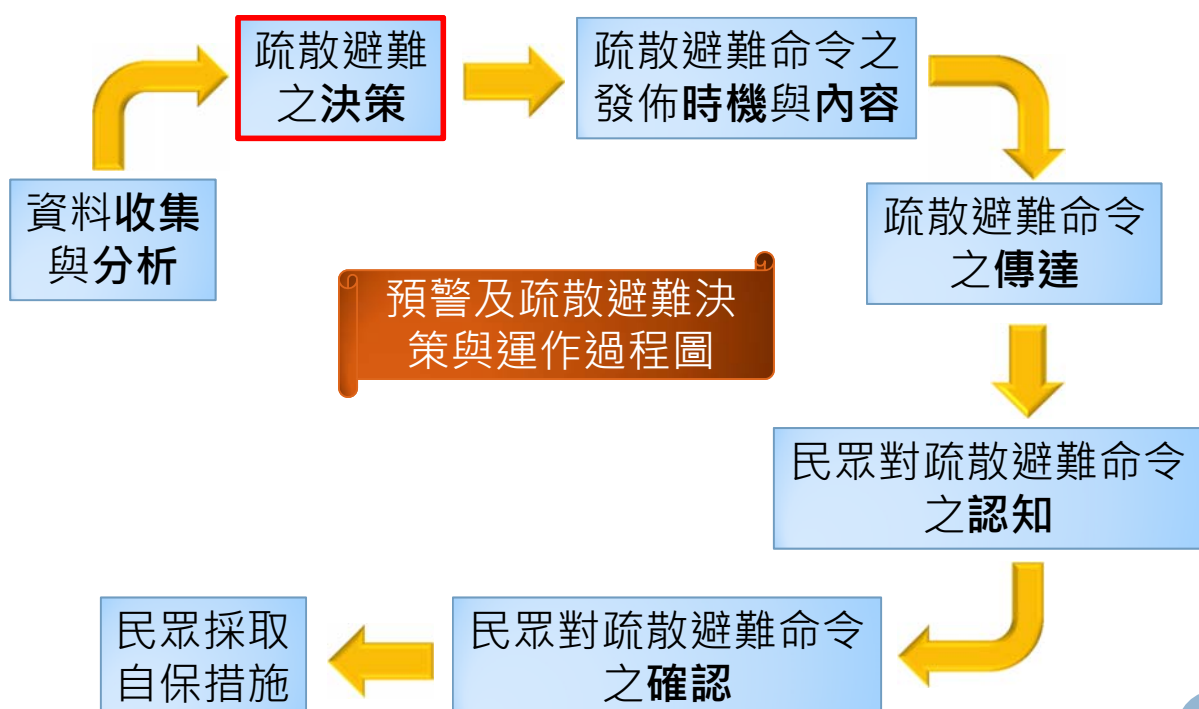 疏散避難
之決策
疏散避難命令之
發佈時機與內容
資料收集
與分析
疏散避難命令
之傳達
預警及疏散避難決
策與運作過程圖
民眾對疏散避難命令
之認知
民眾採取
自保措施
民眾對疏散避難命令
之確認